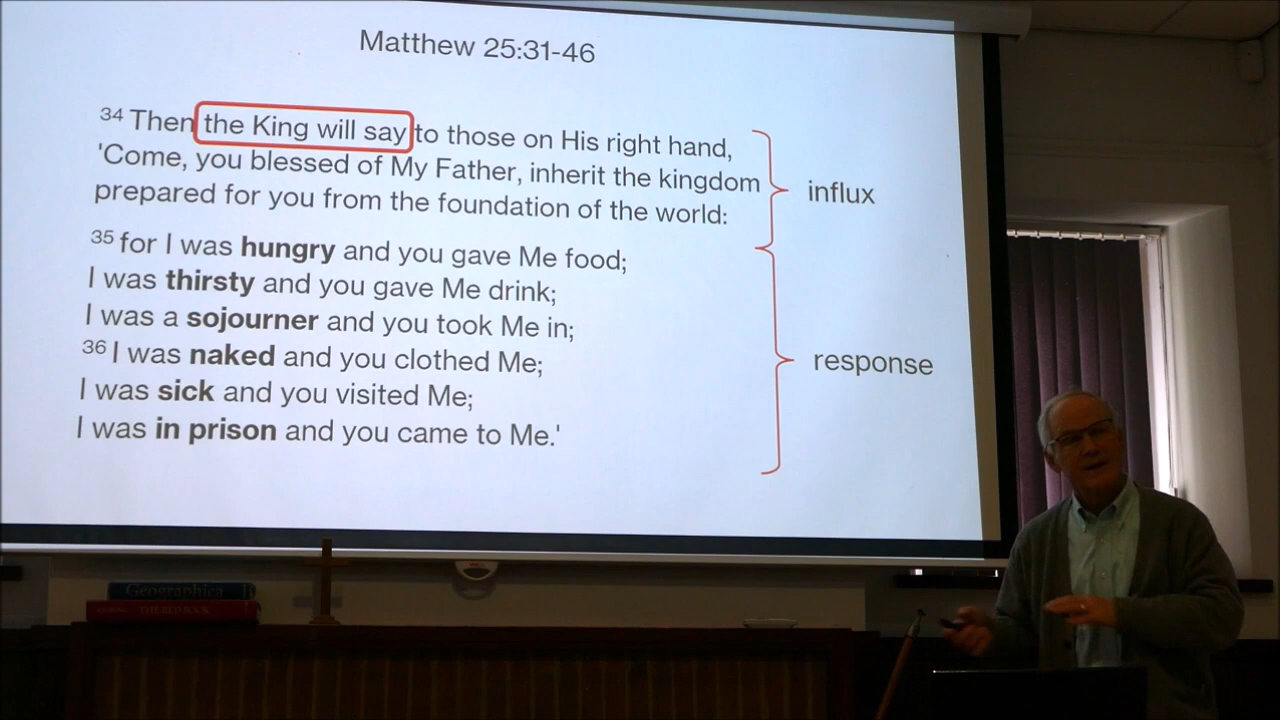 Matthew 25:31-46
34 Then the King will say to those on His right hand,
'Come, you blessed of My Father, inherit the kingdom
prepared for you from the foundation of the world:
influx
35 for I was hungry and you gave Me food;
I was thirsty and you gave Me drink;
I was a sojourner and you took Me in;
36 I was naked and you clothed Me;
I was sick and you visited Me;
I was in prison and you came to Me.'
response
Geographica
THE RED BOOK